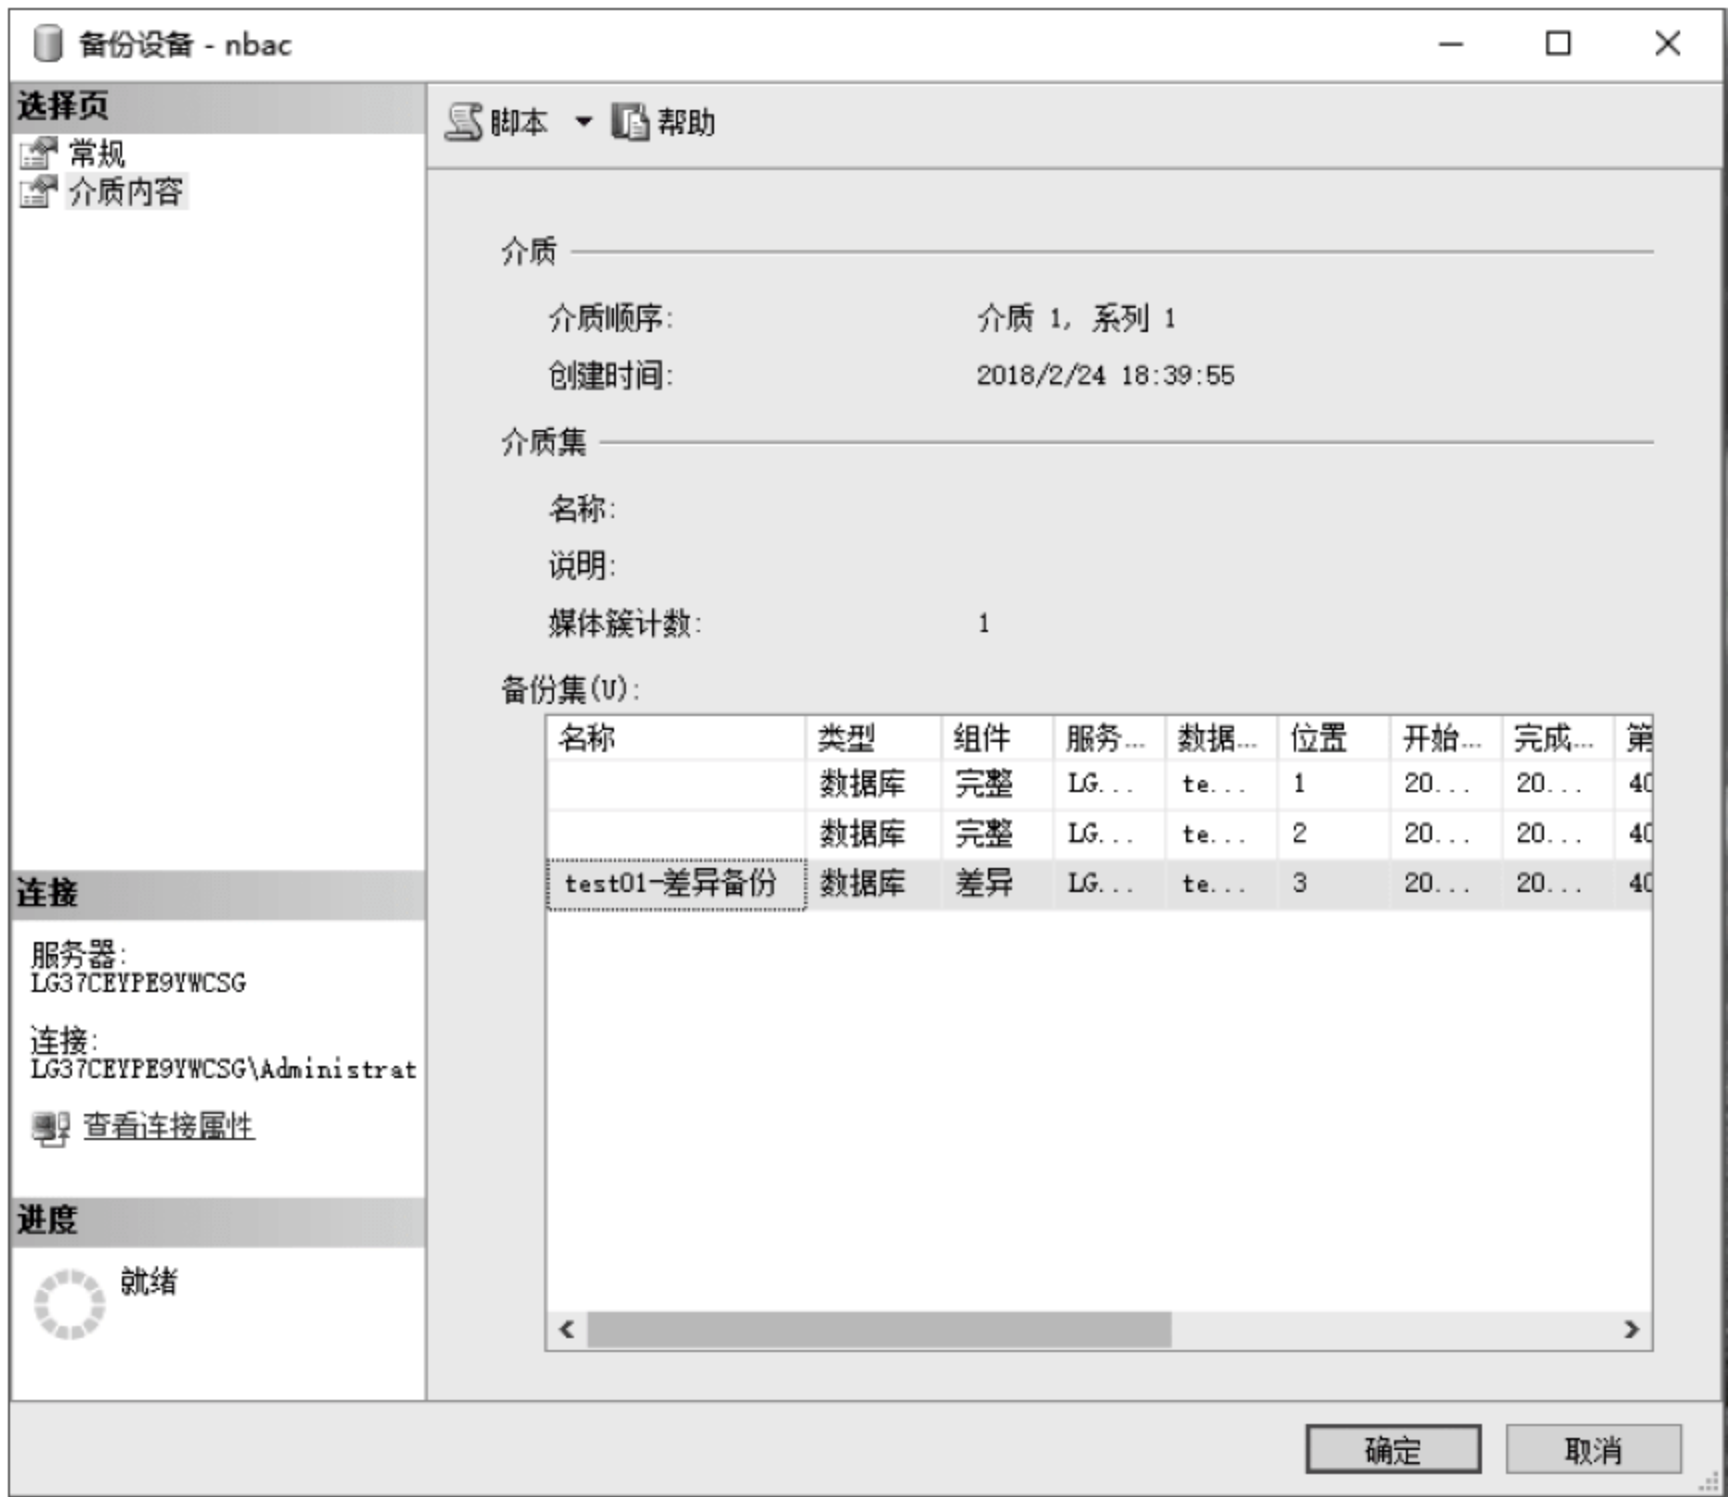 备份设备 - nbac
选择页
常规
介质内容
脚本 帮助
介质
介质顺序: 介质 1, 系列 1
创建时间: 2018/2/24 18:39:55
介质集
名称:
说明:
媒体簇计数: 1
备份集(U):
名称 类型 组件 服务... 数据... 位置 开始... 完成... 第
数据库 完整 LG... te... 1 20... 20... 40
数据库 完整 LG... te... 2 20... 20... 40
test01-差异备份 数据库 差异 LG... te... 3 20... 20... 40
连接
服务器:
LG37CEYPE9YWCSG
连接:
LG37CEYPE9YWCSG\Administrat
查看连接属性
进度
就绪
确定 取消